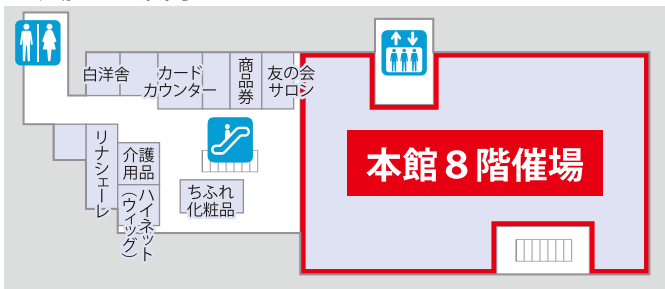 白洋舎
カード
カウンター
商品券
友の会
サロン
本館8階催場
リナシェーレ
介護
用品
ハイネット
(ウィッグ)
ちふれ
化粧品